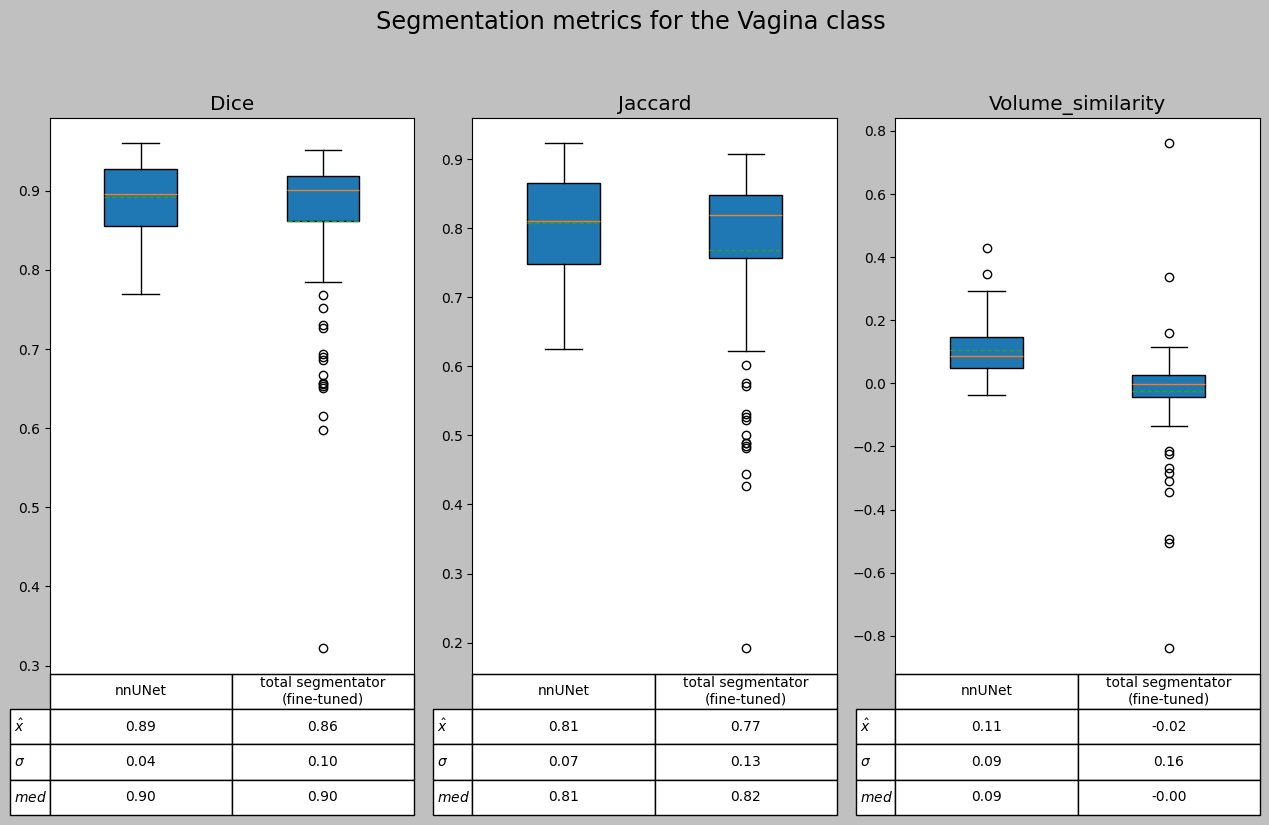 Segmentation metrics for the Vagina class
Dice
0.9
0.8
0.7
0.6
0.5
0.4
0.3
nnUNet
total segmentator
(fine-tuned)
x̂ 0.89 0.86
σ 0.04 0.10
med 0.90 0.90
Jaccard
0.9
0.8
0.7
0.6
0.5
0.4
0.3
0.2
nnUNet
total segmentator
(fine-tuned)
x̂ 0.81 0.77
σ 0.07 0.13
med 0.81 0.82
Volume_similarity
0.8
0.6
0.4
0.2
0.0
−0.2
−0.4
−0.6
−0.8
nnUNet
total segmentator
(fine-tuned)
x̂ 0.11 -0.02
σ 0.09 0.16
med 0.09 -0.00